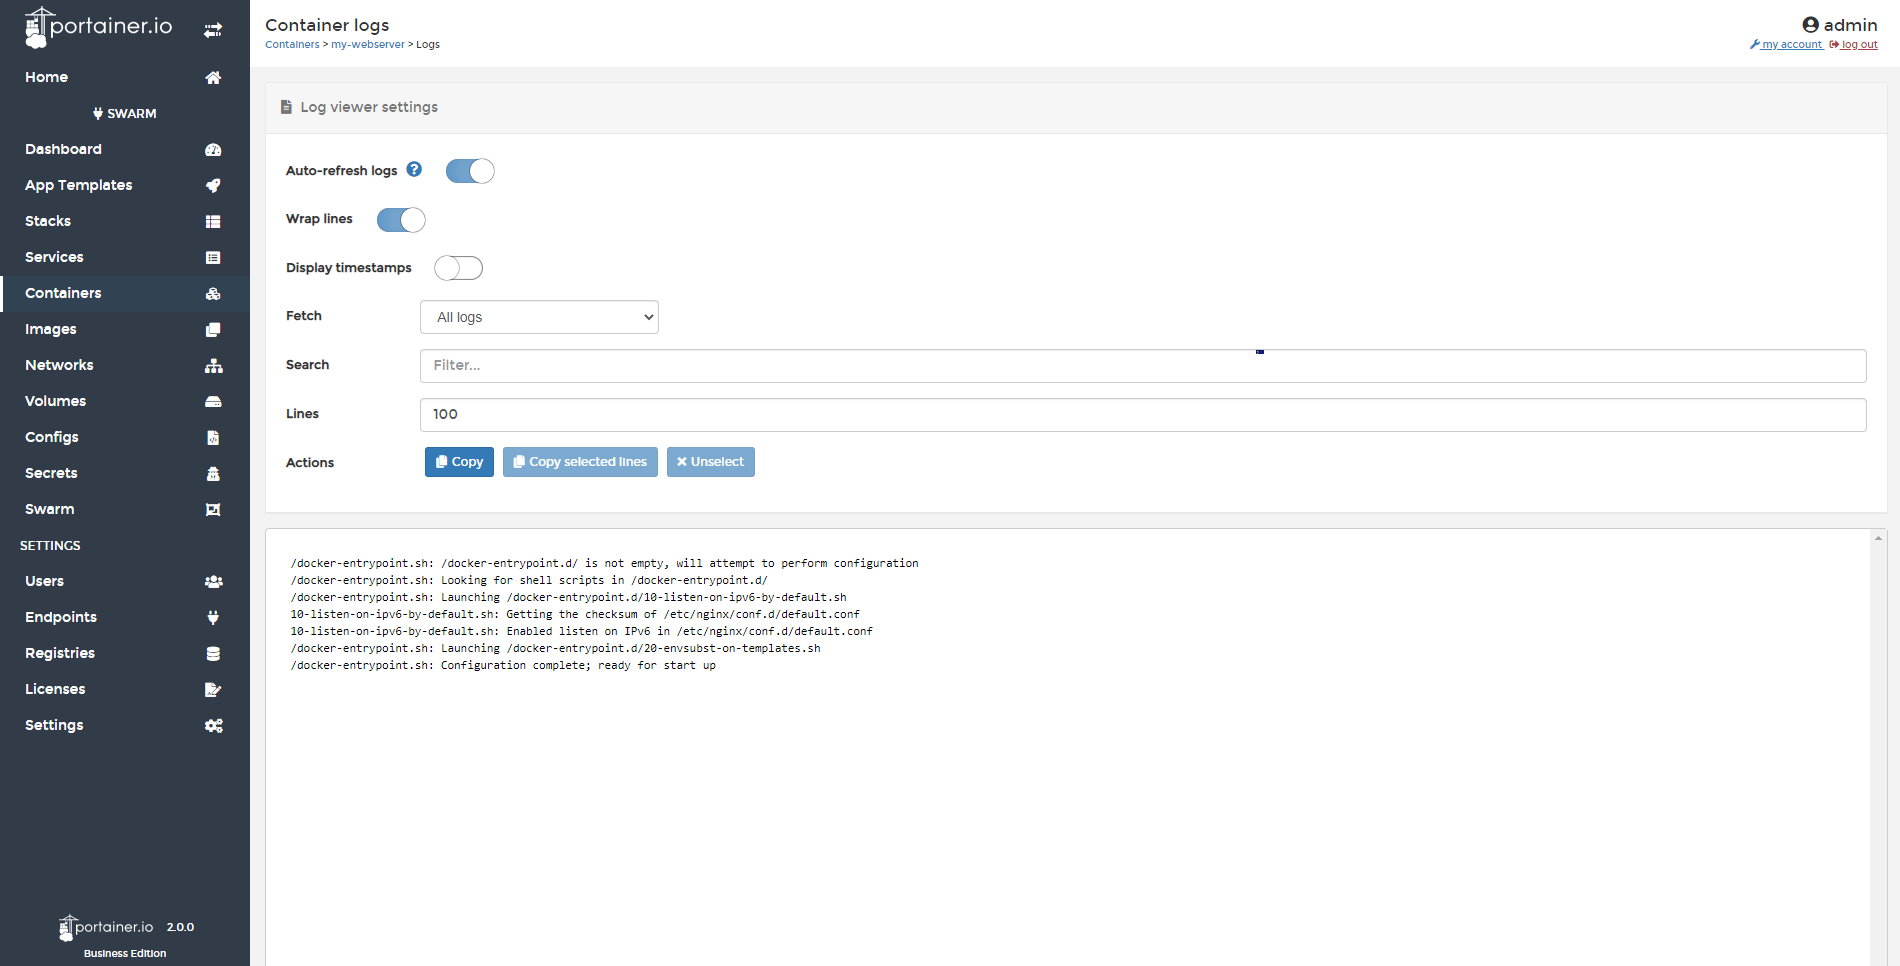 portainer.io
Home
SWARM
Dashboard
App Templates
Stacks
Services
Containers
Images
Networks
Volumes
Configs
Secrets
Swarm
SETTINGS
Users
Endpoints
Registries
Licenses
Settings
portainer.io 2.0.0
Business Edition
Container logs
Containers > my-webserver > Logs
admin
my account log out
Log viewer settings
Auto-refresh logs ?
Wrap lines
Display timestamps
Fetch All logs
Search Filter...
Lines 100
Actions Copy Copy selected lines Unselect
/docker-entrypoint.sh: /docker-entrypoint.d/ is not empty, will attempt to perform configuration
/docker-entrypoint.sh: Looking for shell scripts in /docker-entrypoint.d/
/docker-entrypoint.sh: Launching /docker-entrypoint.d/10-listen-on-ipv6-by-default.sh
10-listen-on-ipv6-by-default.sh: Getting the checksum of /etc/nginx/conf.d/default.conf
10-listen-on-ipv6-by-default.sh: Enabled listen on IPv6 in /etc/nginx/conf.d/default.conf
/docker-entrypoint.sh: Launching /docker-entrypoint.d/20-envsubst-on-templates.sh
/docker-entrypoint.sh: Configuration complete; ready for start up